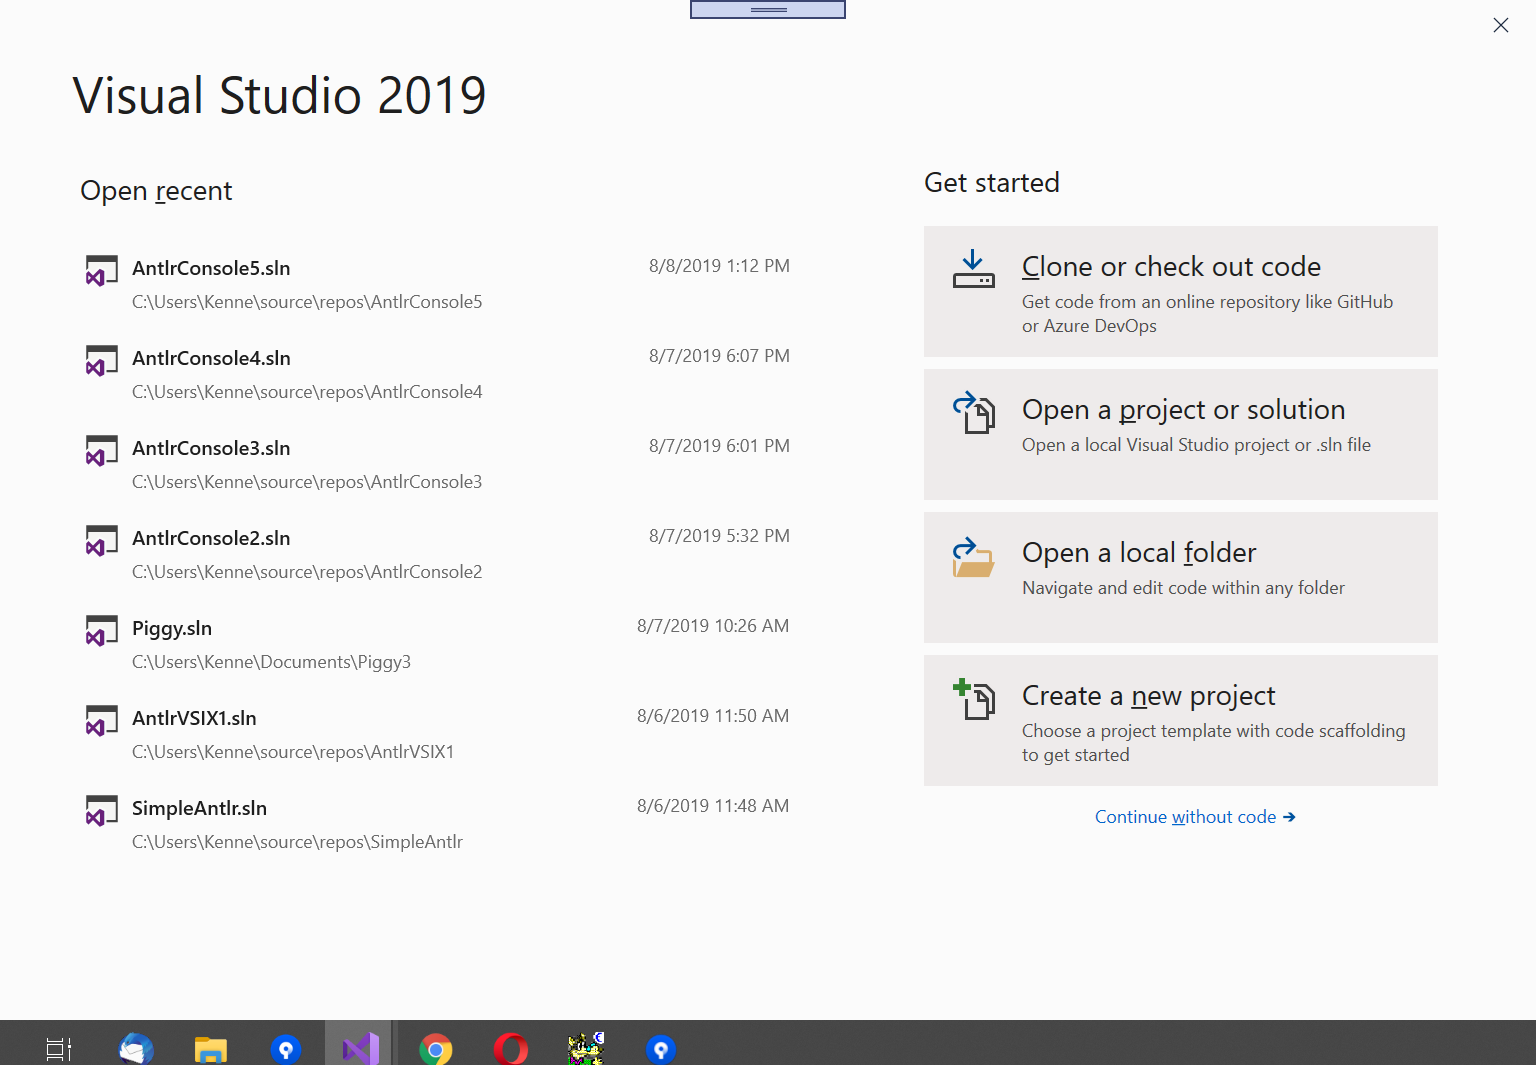 Visual Studio 2019
Open recent
AntlrConsole5.sln
8/8/2019 1:12 PM
C:\Users\Kenne\source\repos\AntlrConsole5
AntlrConsole4.sln
8/7/2019 6:07 PM
C:\Users\Kenne\source\repos\AntlrConsole4
AntlrConsole3.sln
8/7/2019 6:01 PM
C:\Users\Kenne\source\repos\AntlrConsole3
AntlrConsole2.sln
8/7/2019 5:32 PM
C:\Users\Kenne\source\repos\AntlrConsole2
Piggy.sln
8/7/2019 10:26 AM
C:\Users\Kenne\Documents\Piggy3
AntlrVSIX1.sln
8/6/2019 11:50 AM
C:\Users\Kenne\source\repos\AntlrVSIX1
SimpleAntlr.sln
8/6/2019 11:48 AM
C:\Users\Kenne\source\repos\SimpleAntlr
Get started
Clone or check out code
Get code from an online repository like GitHub
or Azure DevOps
Open a project or solution
Open a local Visual Studio project or .sln file
Open a local folder
Navigate and edit code within any folder
Create a new project
Choose a project template with code scaffolding
to get started
Continue without code →